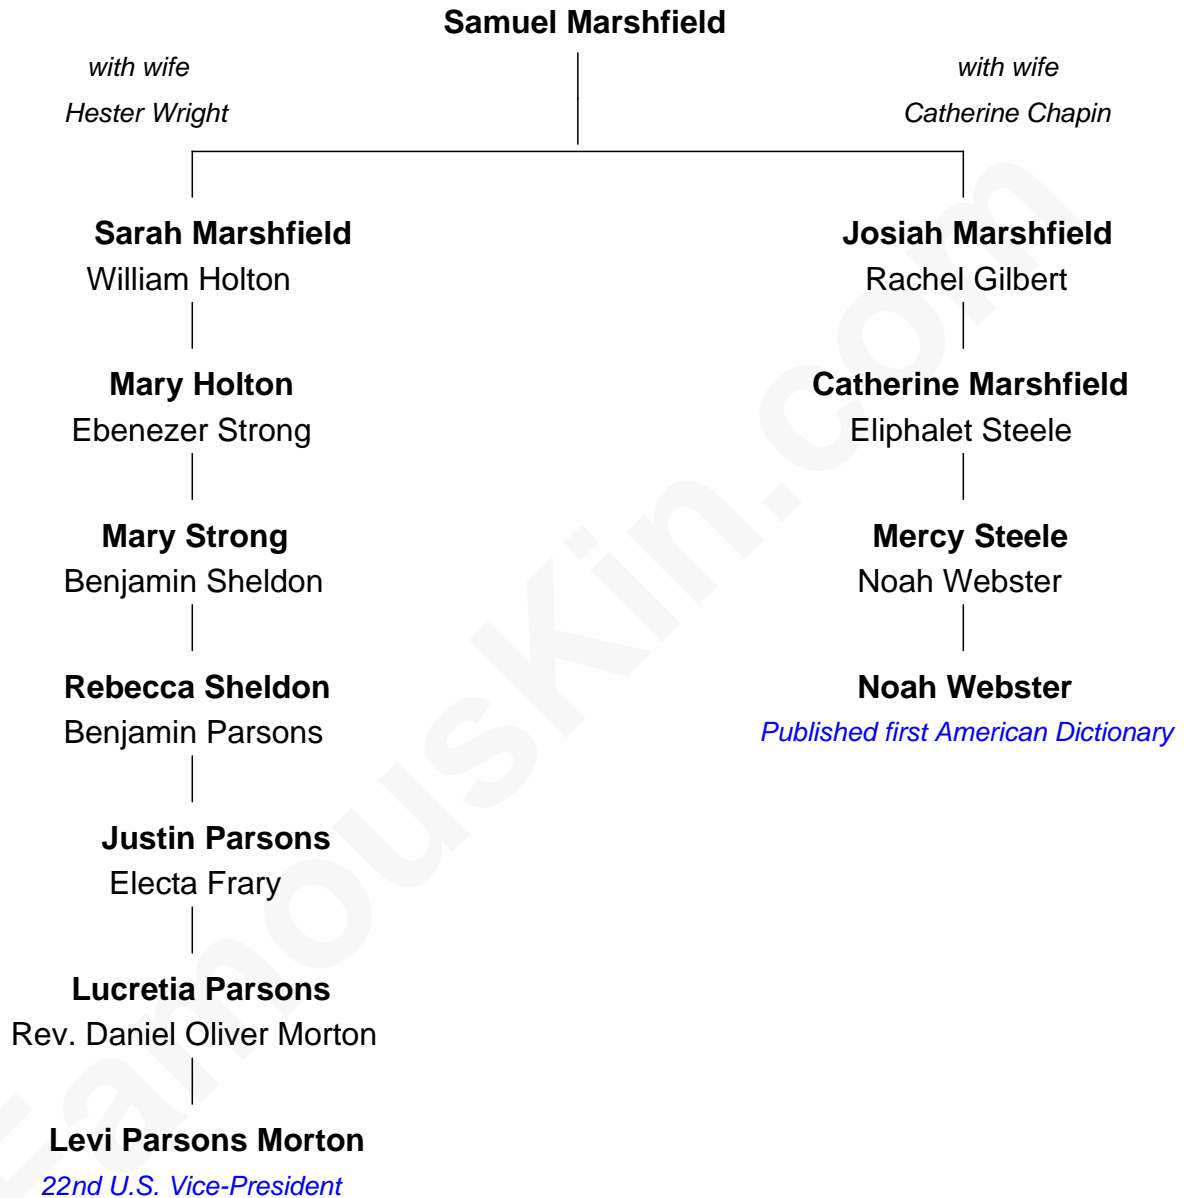 Samuel Marshfield
with wife
Hester Wright
with wife
Catherine Chapin
Sarah Marshfield
William Holton
Josiah Marshfield
Rachel Gilbert
Mary Holton
Ebenezer Strong
Catherine Marshfield
Eliphalet Steele
Mary Strong
Benjamin Sheldon
Mercy Steele
Noah Webster
Rebecca Sheldon
Benjamin Parsons
Noah Webster
Published first American Dictionary
Justin Parsons
Electa Frary
Lucretia Parsons
Rev. Daniel Oliver Morton
Levi Parsons Morton
22nd U.S. Vice-President
FamousKin.com